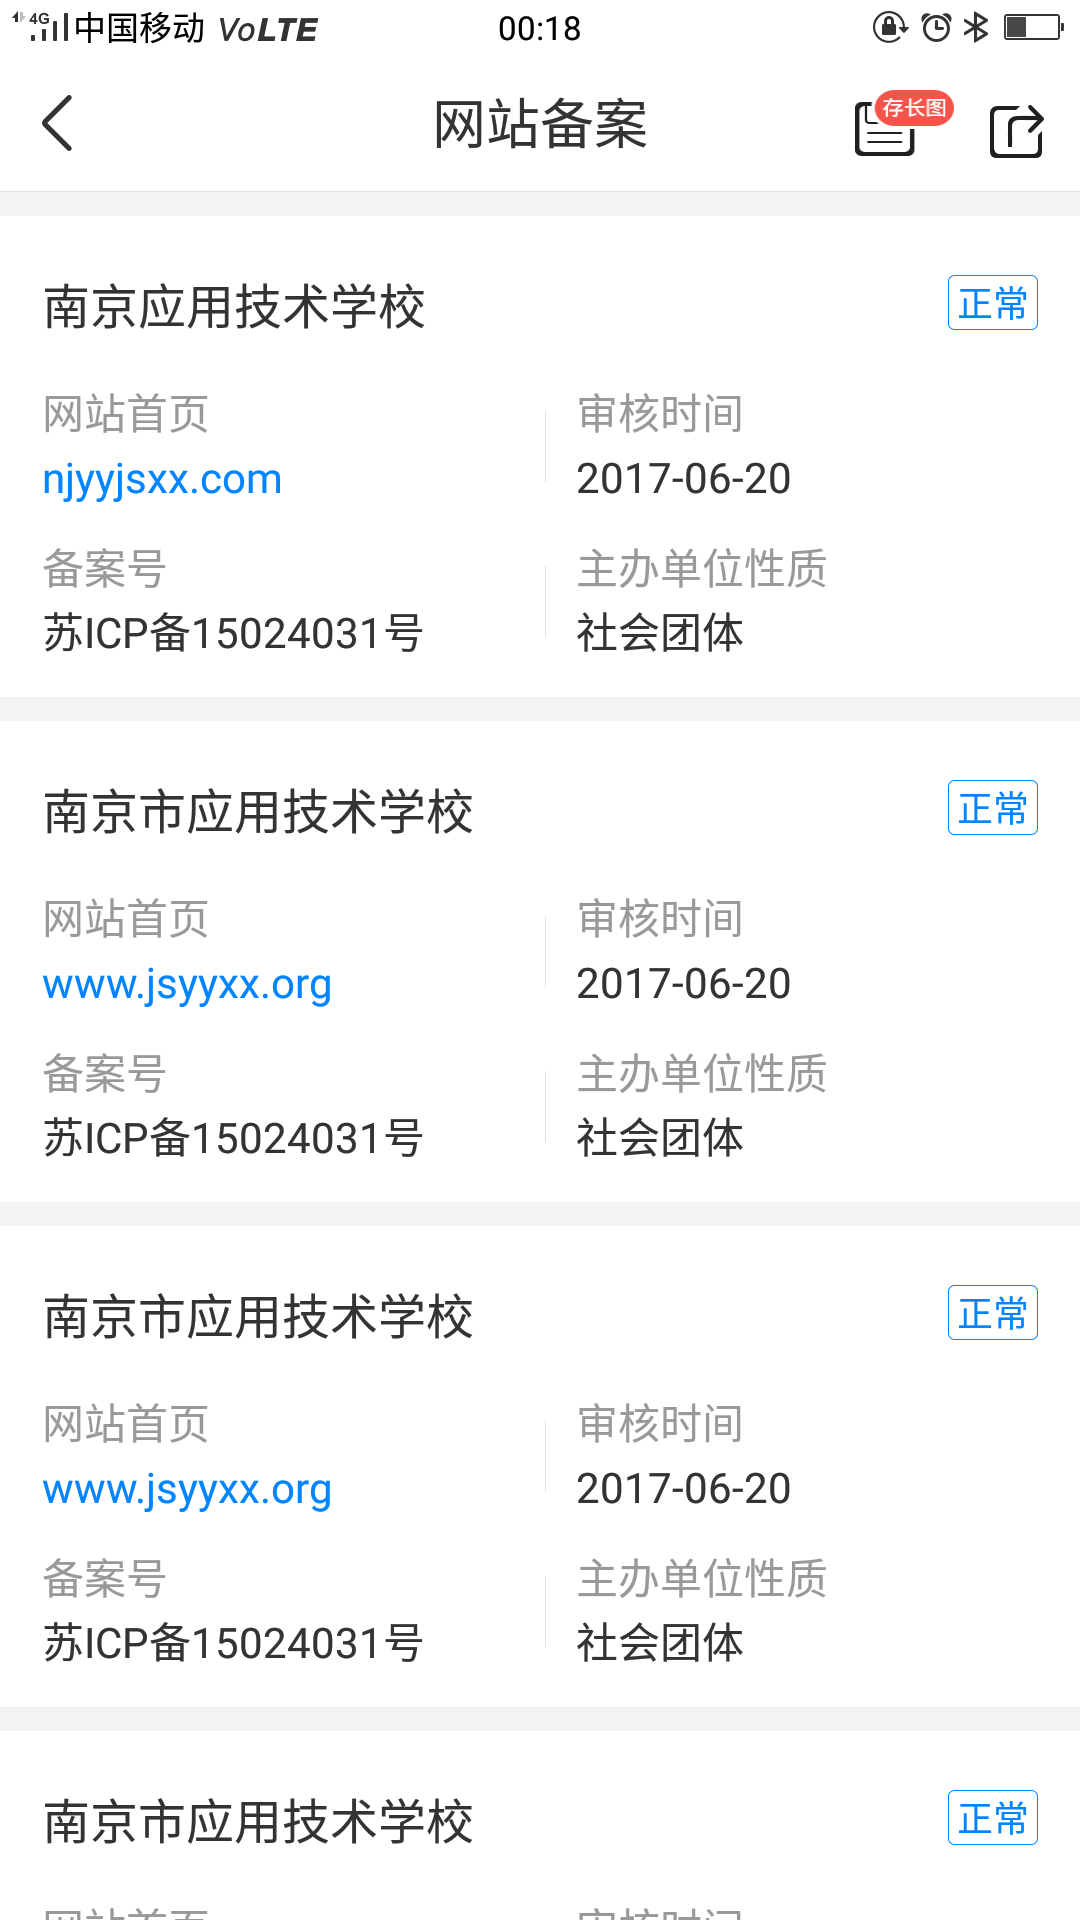 4G 中国移动 VoLTE 00:18
网站备案
存长图
南京应用技术学校 正常
网站首页 审核时间
njyyjsxx.com 2017-06-20
备案号 主办单位性质
苏ICP备15024031号 社会团体
南京市应用技术学校 正常
网站首页 审核时间
www.jsyyxx.org 2017-06-20
备案号 主办单位性质
苏ICP备15024031号 社会团体
南京市应用技术学校 正常
网站首页 审核时间
www.jsyyxx.org 2017-06-20
备案号 主办单位性质
苏ICP备15024031号 社会团体
南京市应用技术学校 正常
网站首页 审核时间